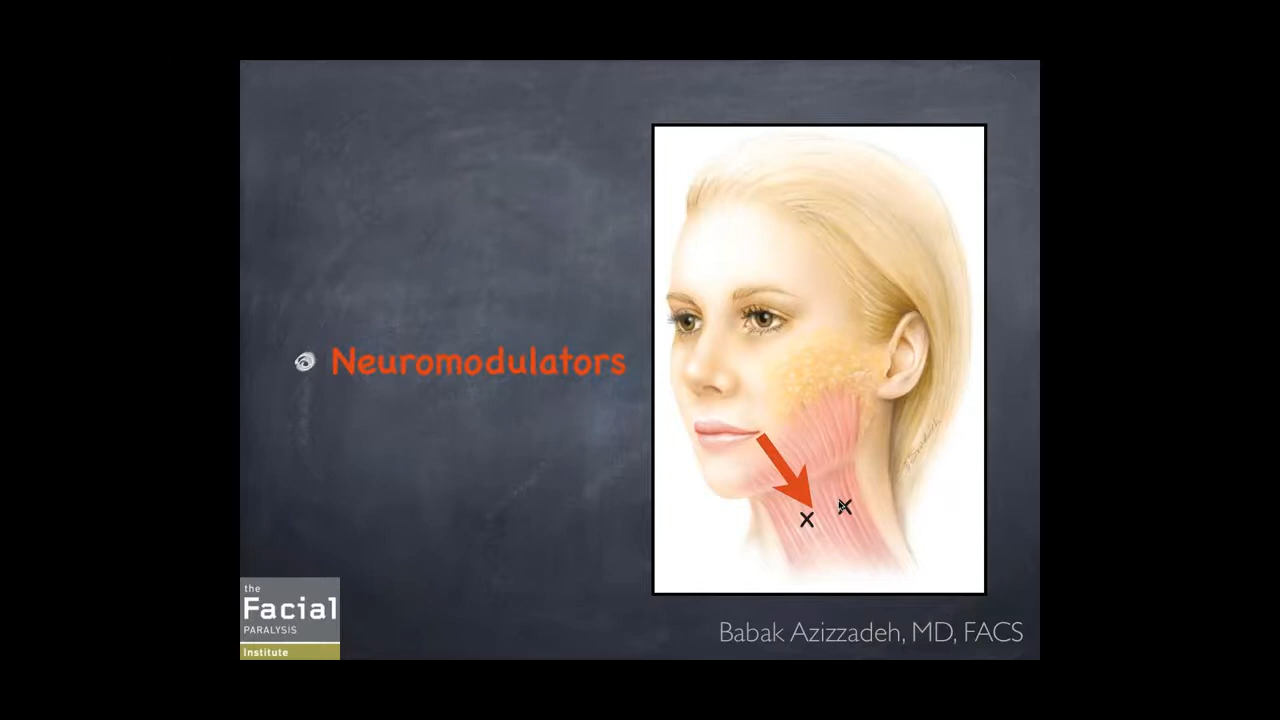 Neuromodulators
x
x
the
Facial
PARALYSIS
Institute
Babak Azizzadeh, MD, FACS